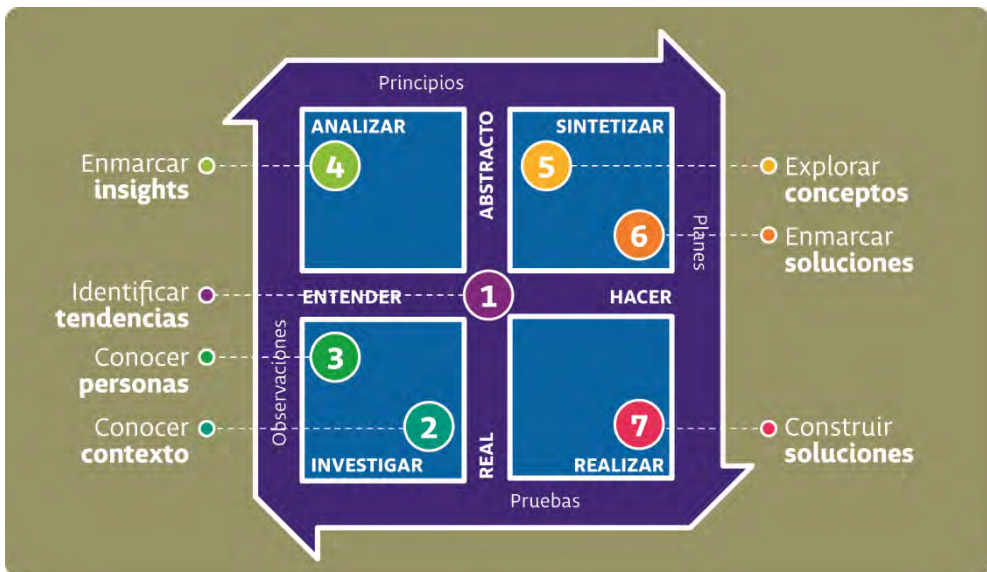 Principios
ANALIZAR
4
ABSTRACTO
SINTETIZAR
5
6
Enmarcar
insights
Explorar
conceptos
Planes
Enmarcar
soluciones
Identificar
tendencias
ENTENDER
1
HACER
Conocer
personas
Observaciones
3
Conocer
contexto
2
INVESTIGAR
REAL
7
REALIZAR
Construir
soluciones
Pruebas